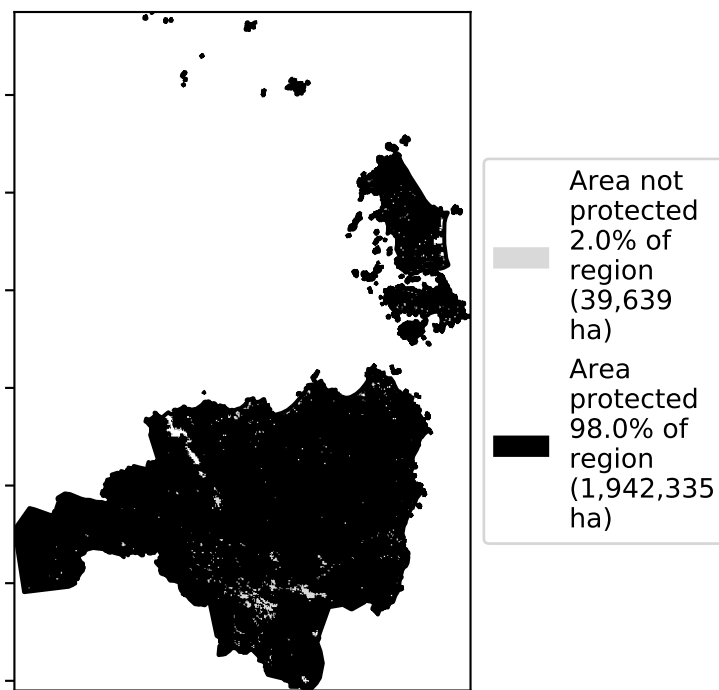 Area not
protected
2.0% of
region
(39,639
ha)
Area
protected
98.0% of
region
(1,942,335
ha)